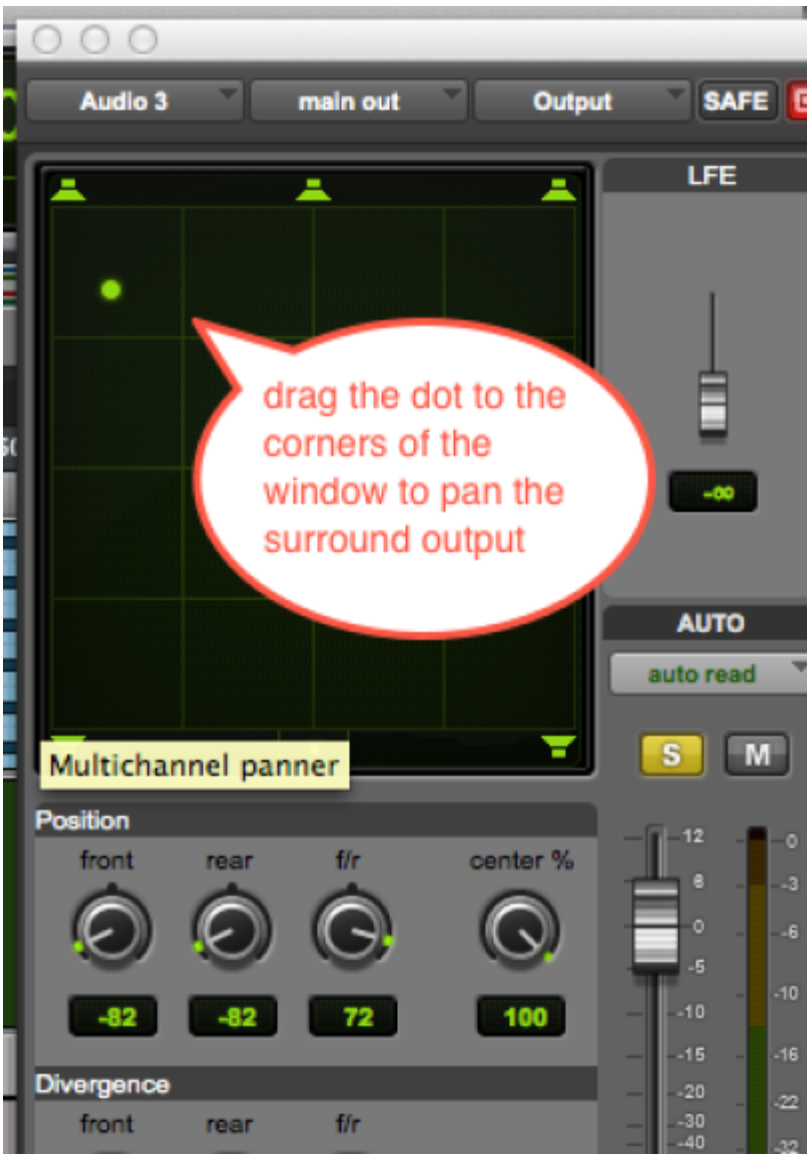 Audio 3 main out Output SAFE
LFE
drag the dot to the
corners of the
window to pan the
surround output
-∞
AUTO
auto read
S M
Multichannel panner
Position
front rear f/r center %
-82 -82 72 100
12
6
0
-5
-10
-15
-20
-30
-40
0
-3
-6
-10
-16
-22
-32
Divergence
front rear f/r